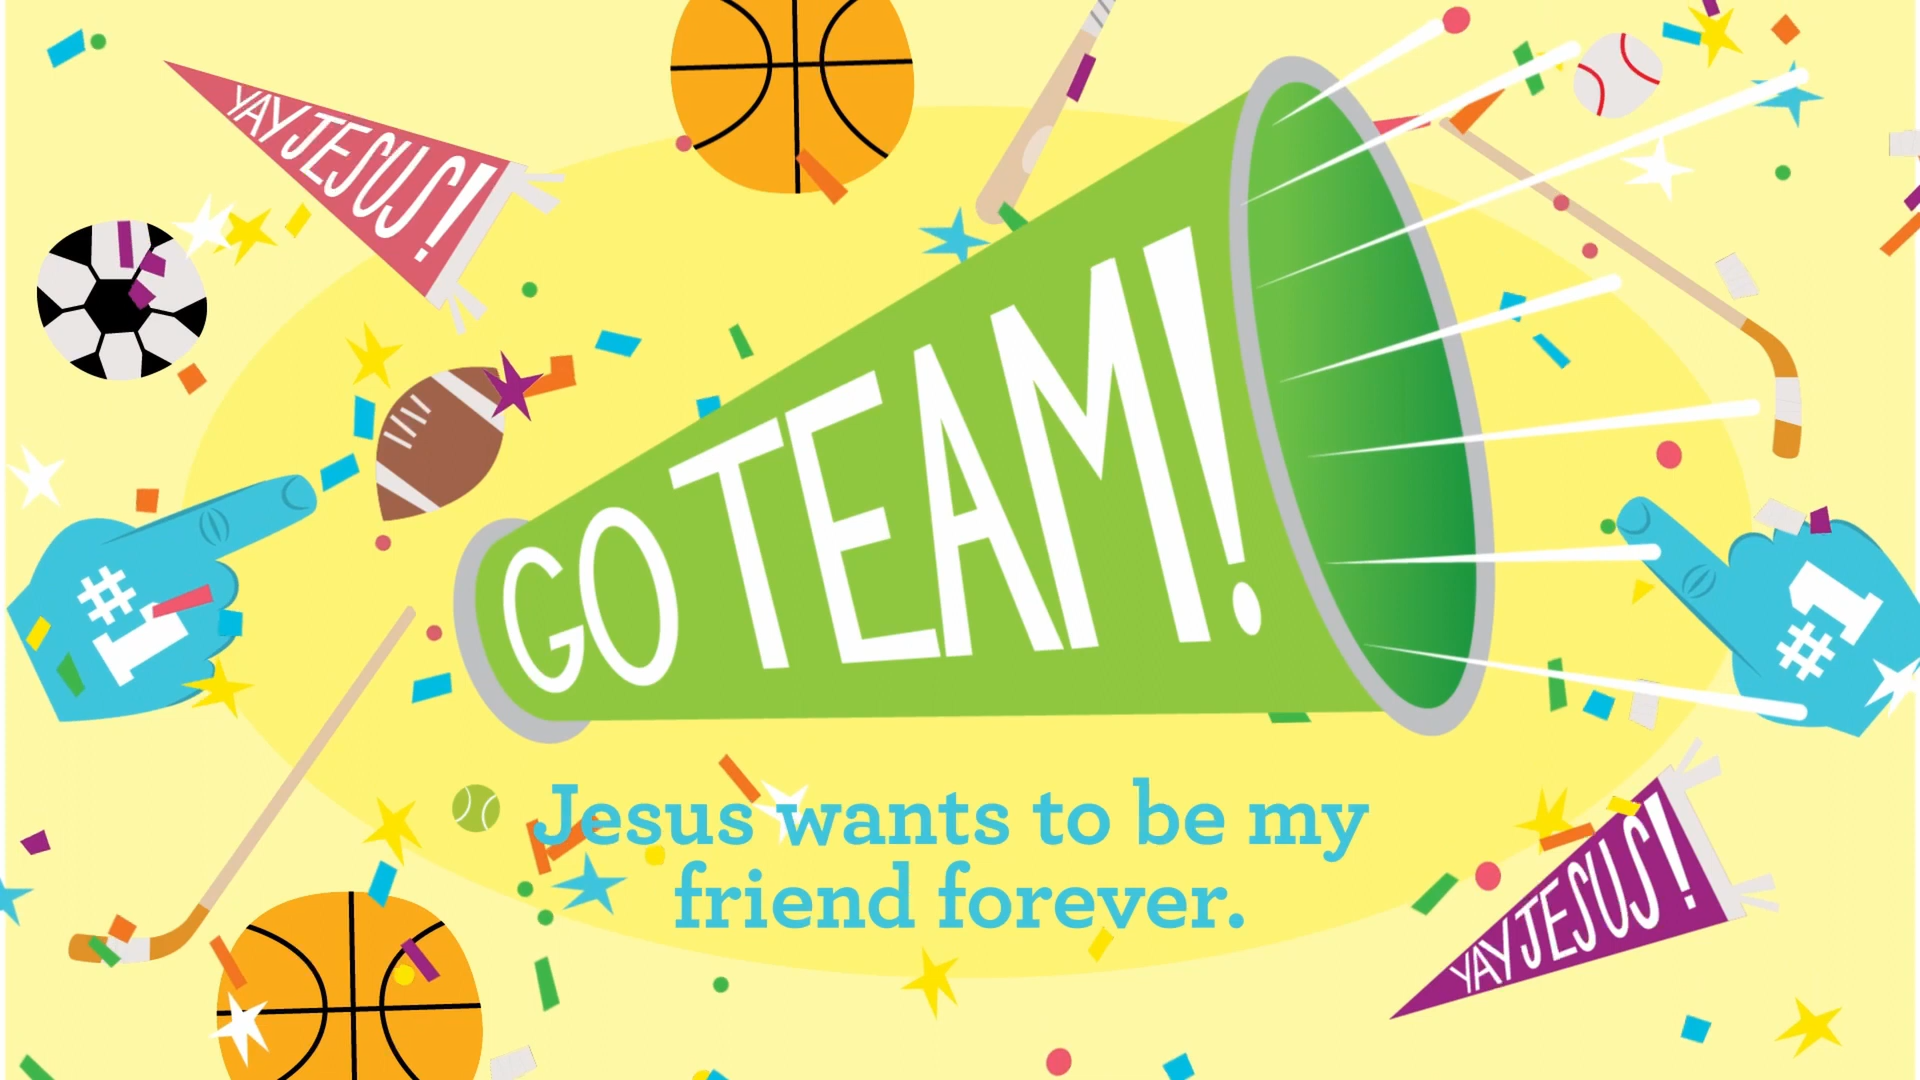 YAY JESUS!
GO TEAM!
#1
#1
Jesus wants to be my
friend forever.
YAY JESUS!